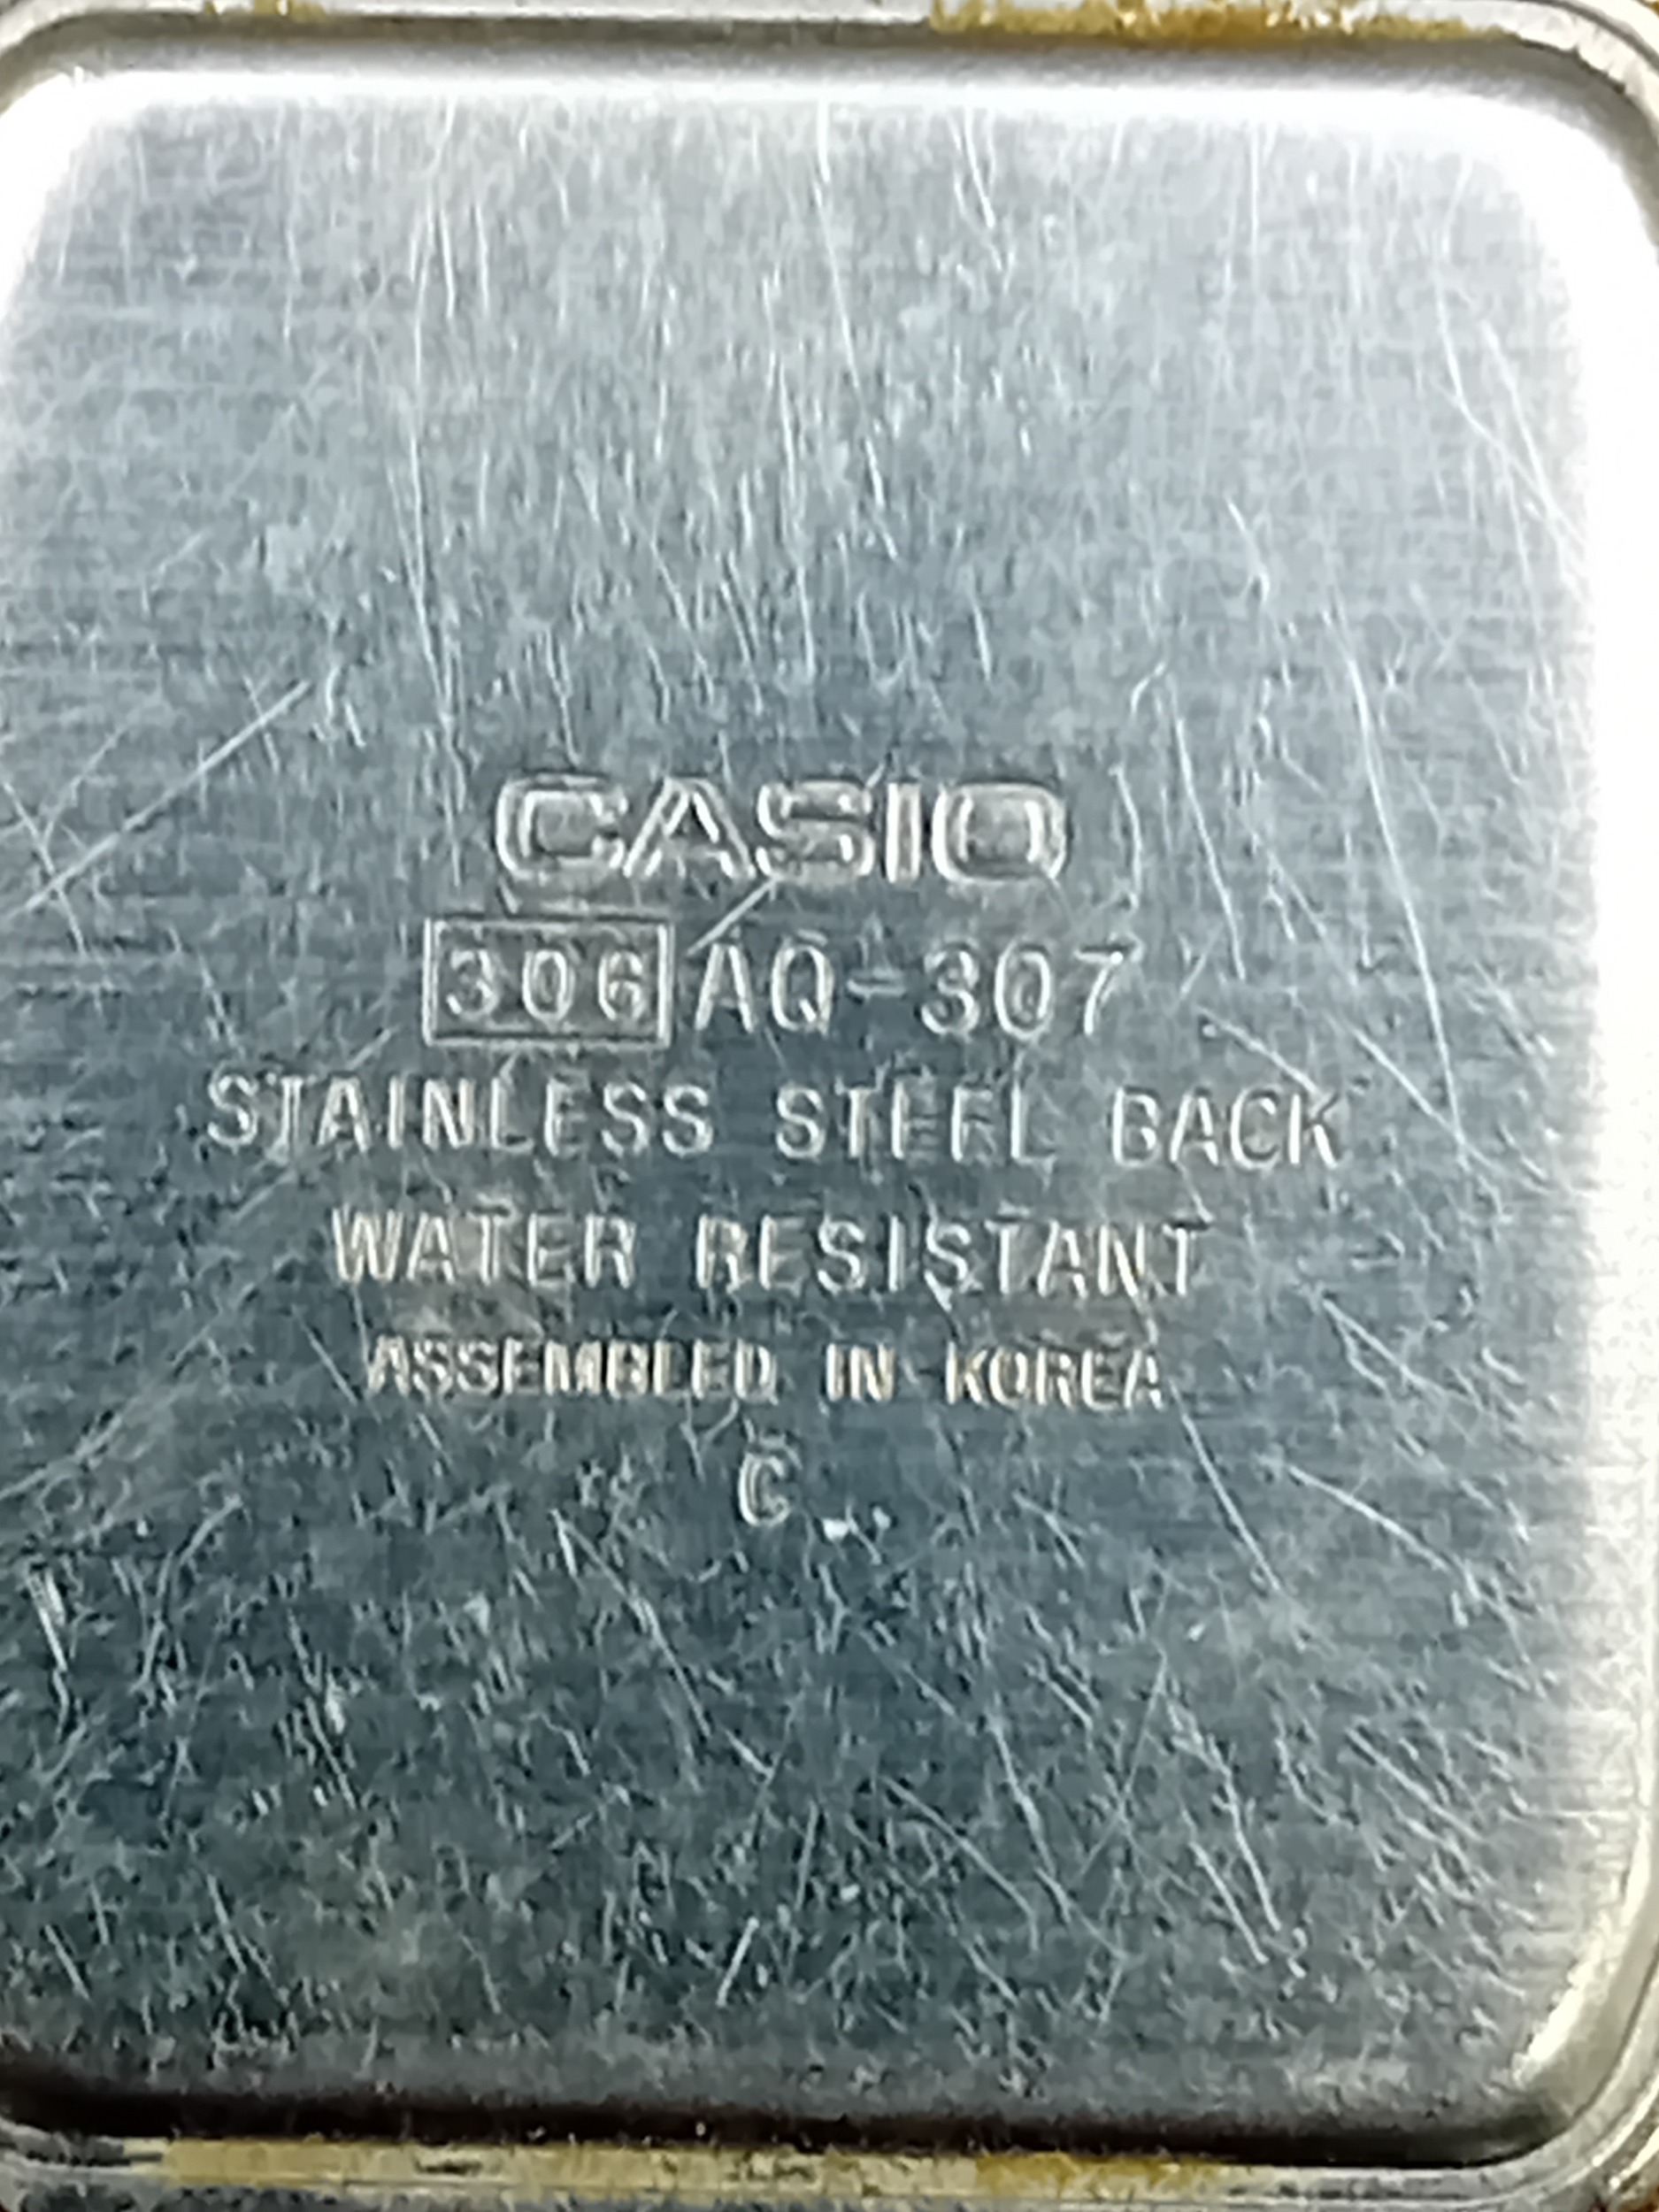 CASIO
306 AQ-307
STAINLESS STEEL BACK
WATER RESISTANT
ASSEMBLED IN KOREA
C